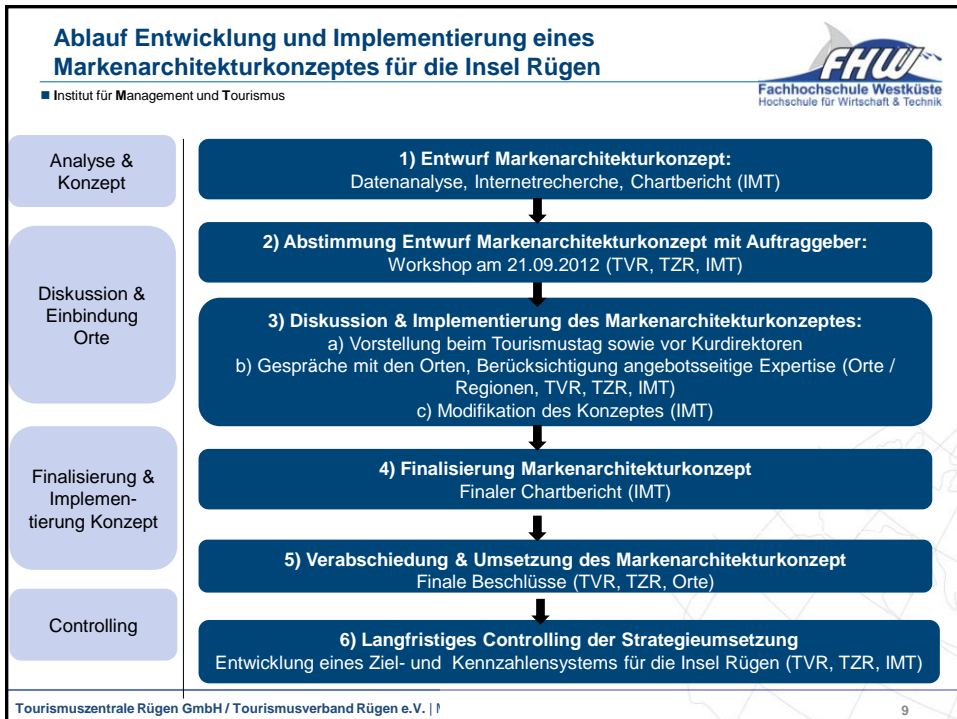 Ablauf Entwicklung und Implementierung eines
Markenarchitekturkonzeptes für die Insel Rügen
Institut für Management und Tourismus
FHW
Fachhochschule Westküste
Hochschule für Wirtschaft & Technik
Analyse &
Konzept
1) Entwurf Markenarchitekturkonzept:
Datenanalyse, Internetrecherche, Chartbericht (IMT)
Diskussion &
Einbindung
Orte
2) Abstimmung Entwurf Markenarchitekturkonzept mit Auftraggeber:
Workshop am 21.09.2012 (TVR, TZR, IMT)
3) Diskussion & Implementierung des Markenarchitekturkonzeptes:
a) Vorstellung beim Tourismustag sowie vor Kurdirektoren
b) Gespräche mit den Orten, Berücksichtigung angebotsseitige Expertise (Orte /
Regionen, TVR, TZR, IMT)
c) Modifikation des Konzeptes (IMT)
Finalisierung &
Implemen-
tierung Konzept
4) Finalisierung Markenarchitekturkonzept
Finaler Chartbericht (IMT)
5) Verabschiedung & Umsetzung des Markenarchitekturkonzept
Finale Beschlüsse (TVR, TZR, Orte)
Controlling
6) Langfristiges Controlling der Strategieumsetzung
Entwicklung eines Ziel- und Kennzahlensystems für die Insel Rügen (TVR, TZR, IMT)
Tourismuszentrale Rügen GmbH / Tourismusverband Rügen e.V. |
9